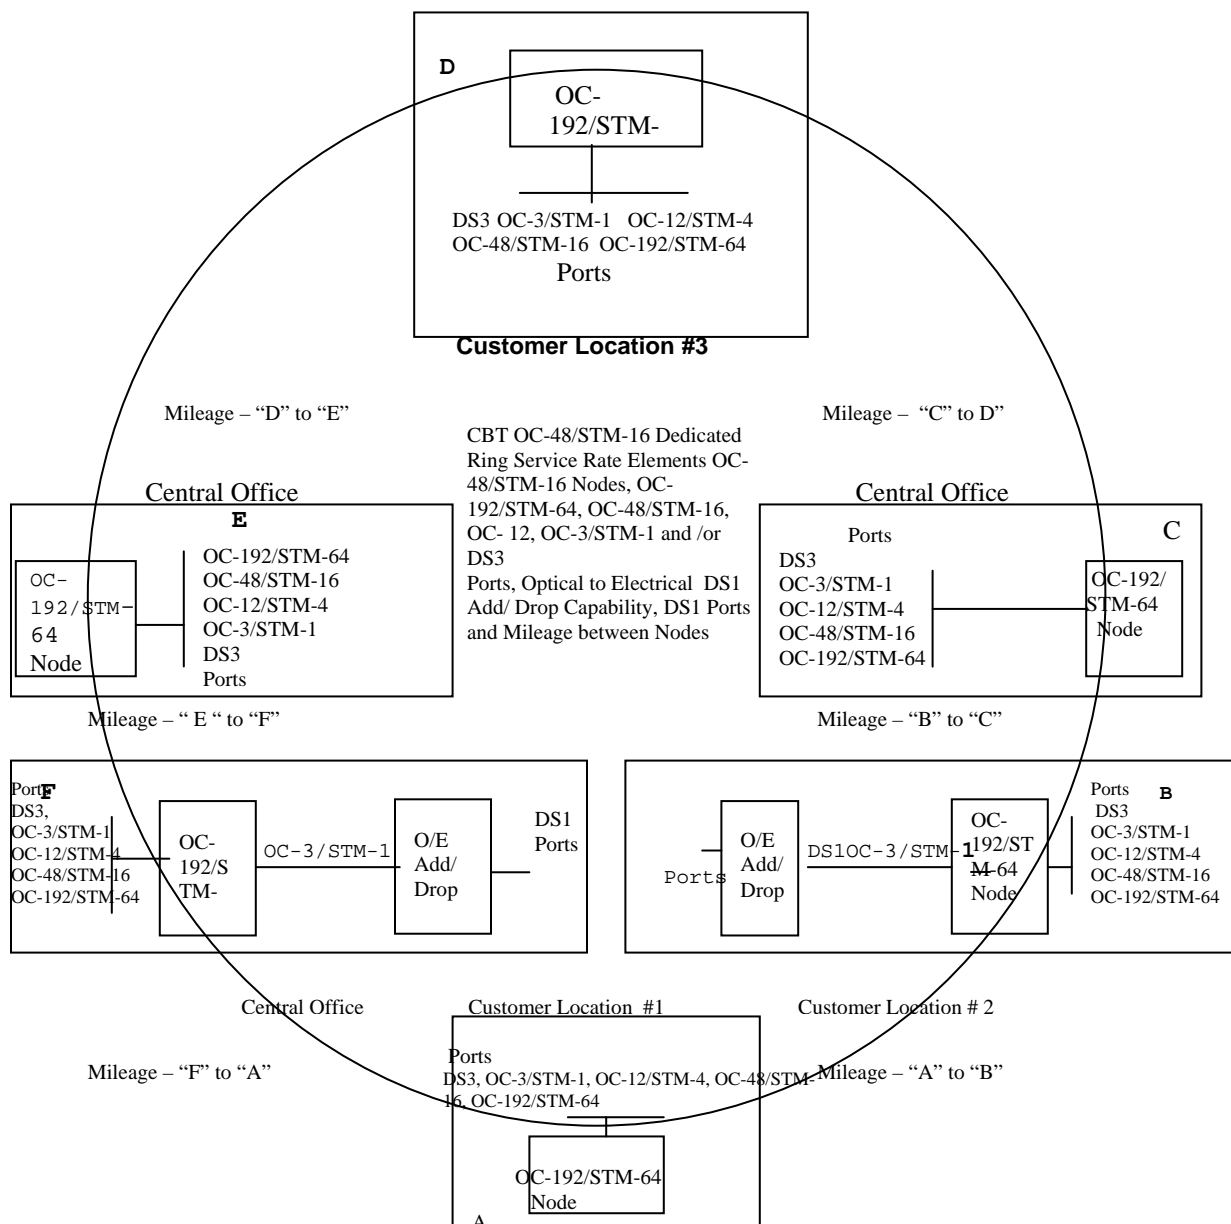 D
OC-
192/STM-
DS3 OC-3/STM-1 OC-12/STM-4
OC-48/STM-16 OC-192/STM-64
Ports
Customer Location #3
Mileage – “D” to “E”
Mileage – “C” to D”
CBT OC-48/STM-16 Dedicated
Ring Service Rate Elements OC-
48/STM-16 Nodes, OC-
192/STM-64, OC-48/STM-16,
OC- 12, OC-3/STM-1 and /or
DS3
Ports, Optical to Electrical DS1
Add/ Drop Capability, DS1 Ports
and Mileage between Nodes
Central Office
E
OC-
192/STM-
64
Node
OC-192/STM-64
OC-48/STM-16
OC-12/STM-4
OC-3/STM-1
DS3
Ports
Central Office
C
Ports
DS3
OC-3/STM-1
OC-12/STM-4
OC-48/STM-16
OC-192/STM-64
OC-192/
STM-64
Node
Mileage – “ E “ to “F”
Mileage – “B” to “C”
Ports
F
DS3,
OC-3/STM-1
OC-12/STM-4
OC-48/STM-16
OC-192/STM-64
OC-
192/S
TM-
OC-3/STM-1
O/E
Add/
Drop
DS1
Ports
Ports
O/E
Add/
Drop
DS1OC-3/STM-1
OC-
192/ST
M-64
Node
Ports
B
DS3
OC-3/STM-1
OC-12/STM-4
OC-48/STM-16
OC-192/STM-64
Central Office
Customer Location #1
Customer Location # 2
Mileage – “F” to “A”
Mileage – “A” to “B”
Ports
DS3, OC-3/STM-1, OC-12/STM-4, OC-48/STM-
16, OC-192/STM-64
OC-192/STM-64
Node
A